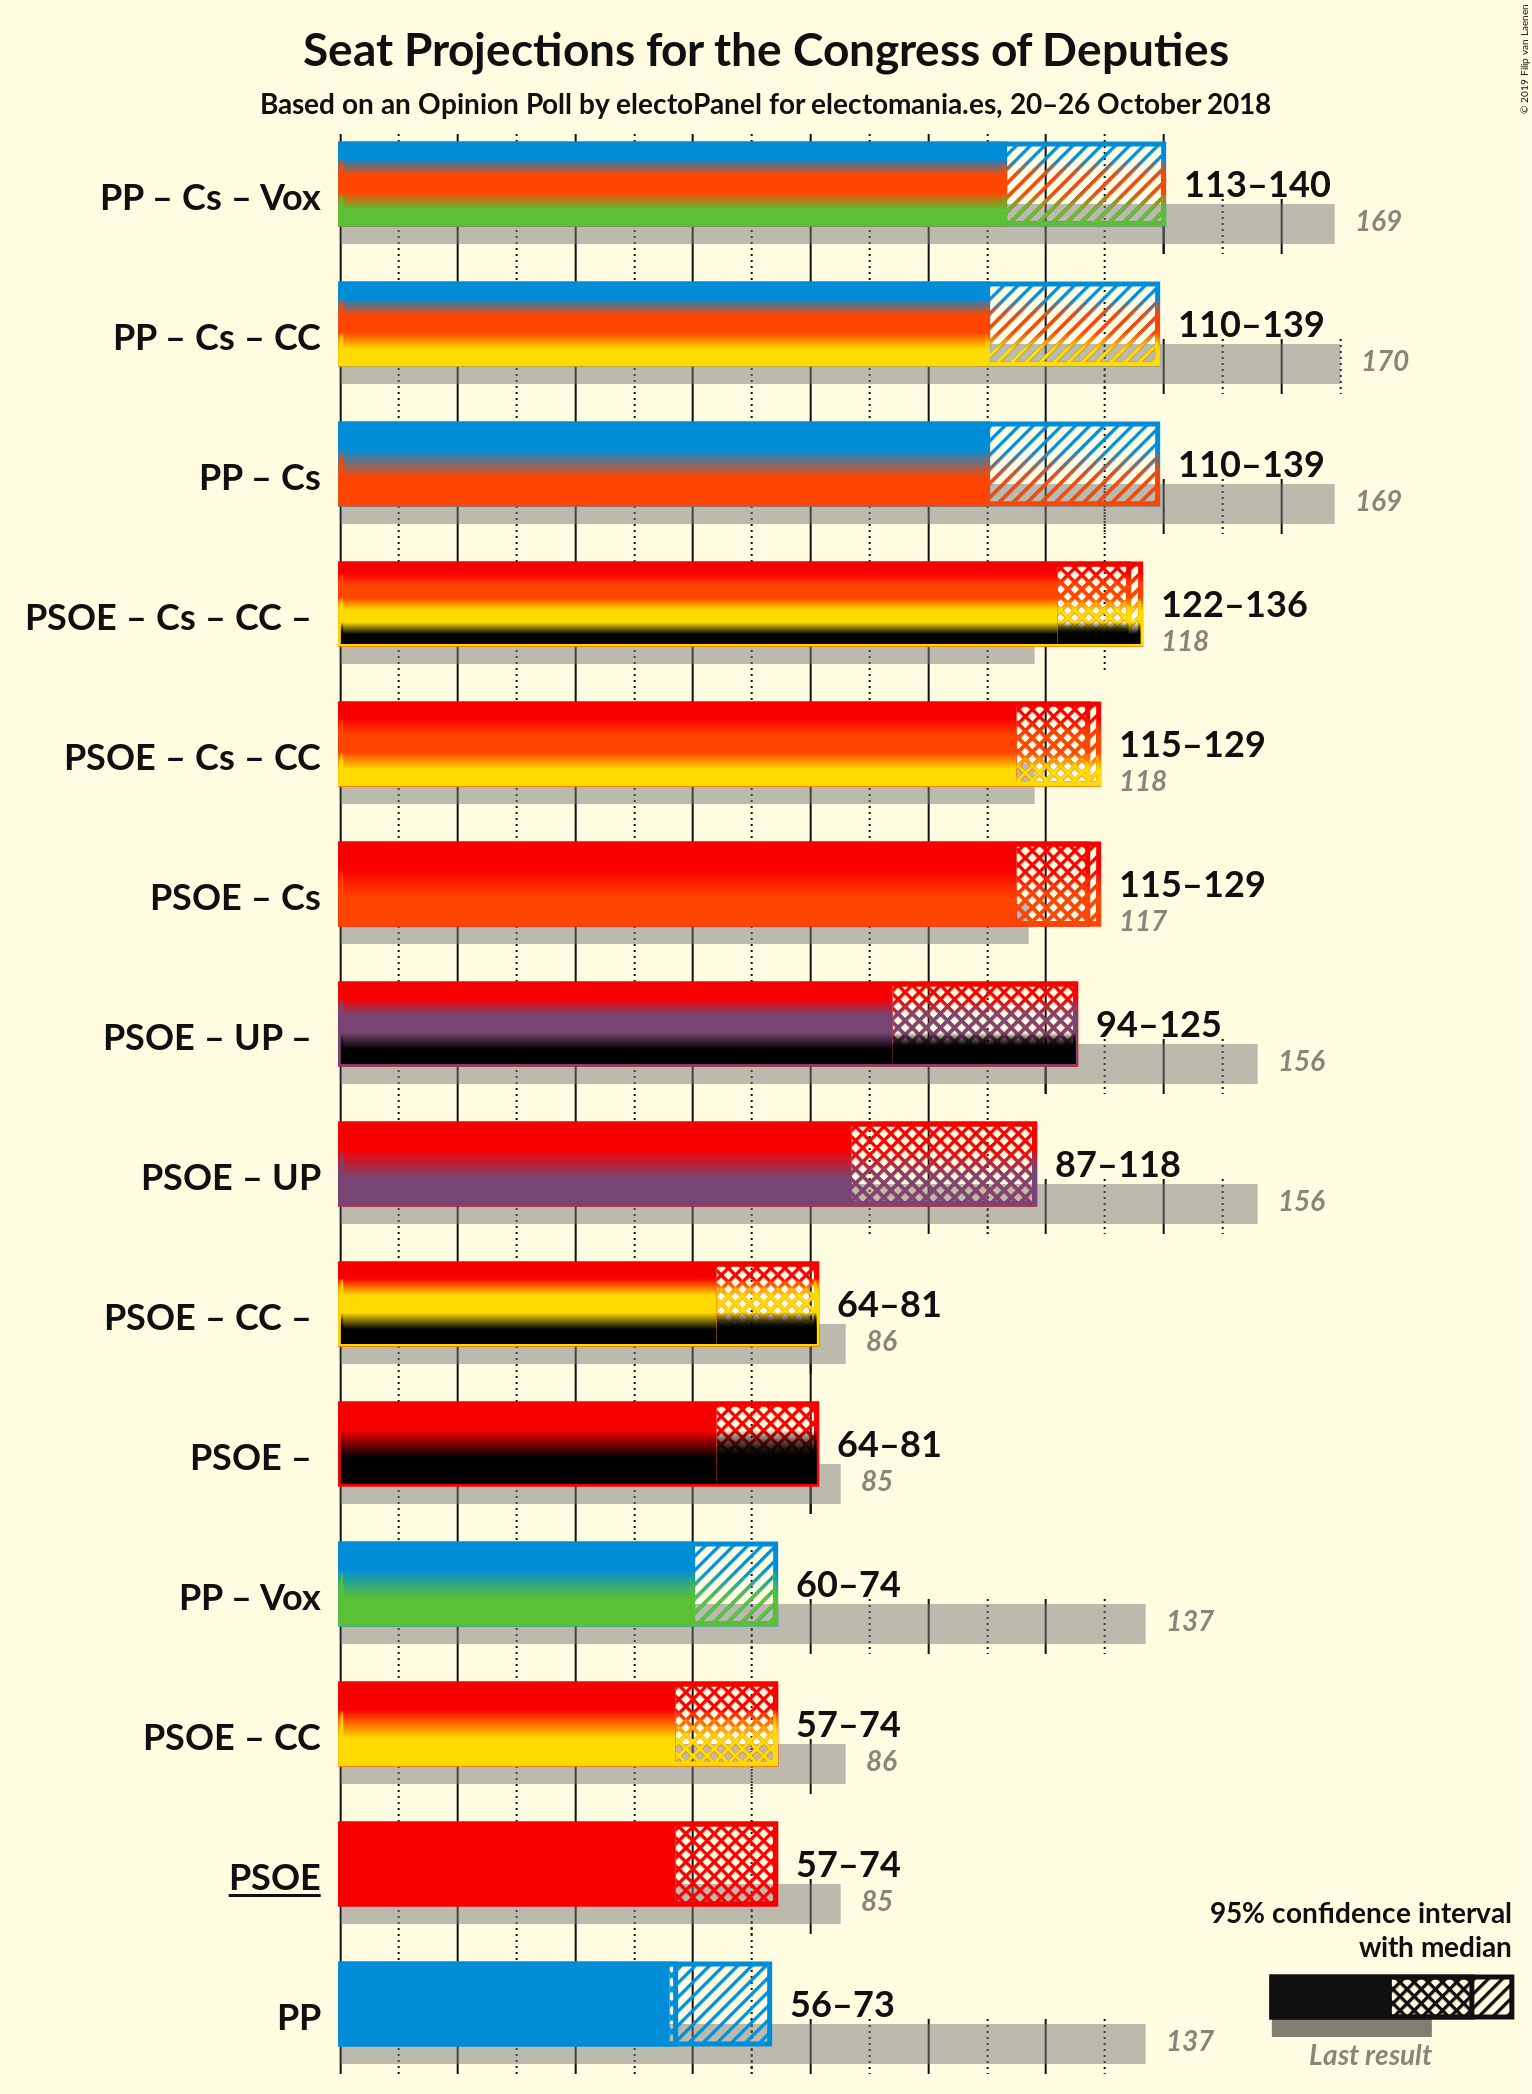 Seat Projections for the Congress of Deputies
Based on an Opinion Poll by electoPanel for electomania.es, 20–26 October 2018
© 2019 Filip van Laenen
PP – Cs – Vox
113–140
169
PP – Cs – CC
110–139
170
PP – Cs
110–139
169
PSOE – Cs – CC –
122–136
118
PSOE – Cs – CC
115–129
118
PSOE – Cs
115–129
117
PSOE – UP –
94–125
156
PSOE – UP
87–118
156
PSOE – CC –
64–81
86
PSOE –
64–81
85
PP – Vox
60–74
137
PSOE – CC
57–74
86
PSOE
57–74
85
PP
56–73
137
95% confidence interval
with median
Last result